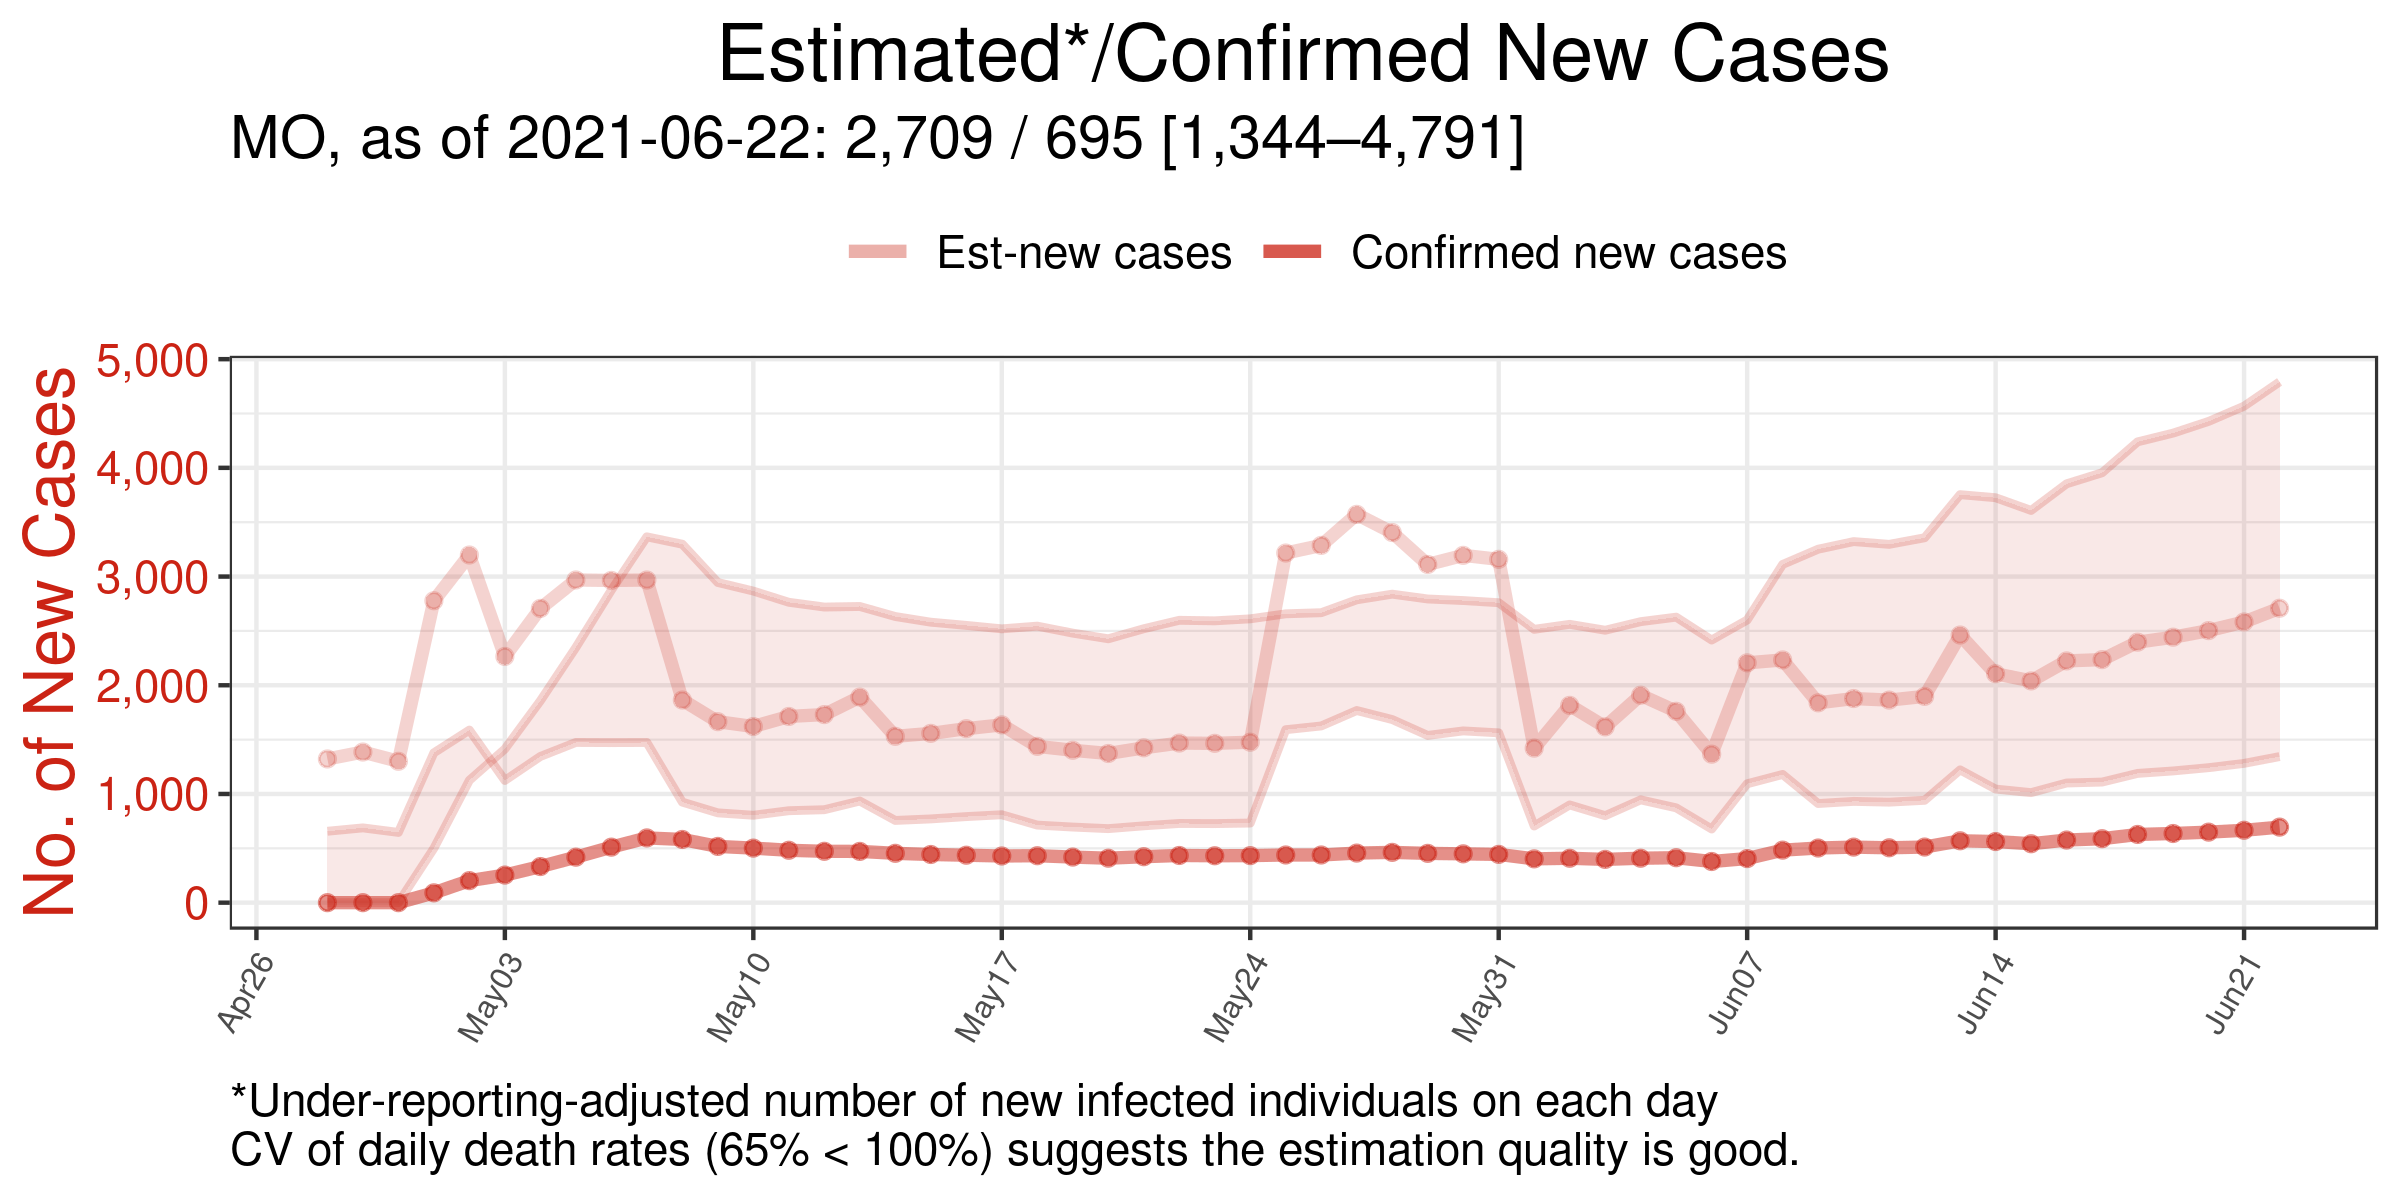 Estimated*/Confirmed New Cases
MO, as of 2021-06-22: 2,709 / 695 [1,344–4,791]
Est-new cases
Confirmed new cases
No. of New Cases
5,000
4,000
3,000
2,000
1,000
0
Apr26
May03
May10
May17
May24
May31
Jun07
Jun14
Jun21
*Under-reporting-adjusted number of new infected individuals on each day
CV of daily death rates (65% < 100%) suggests the estimation quality is good.